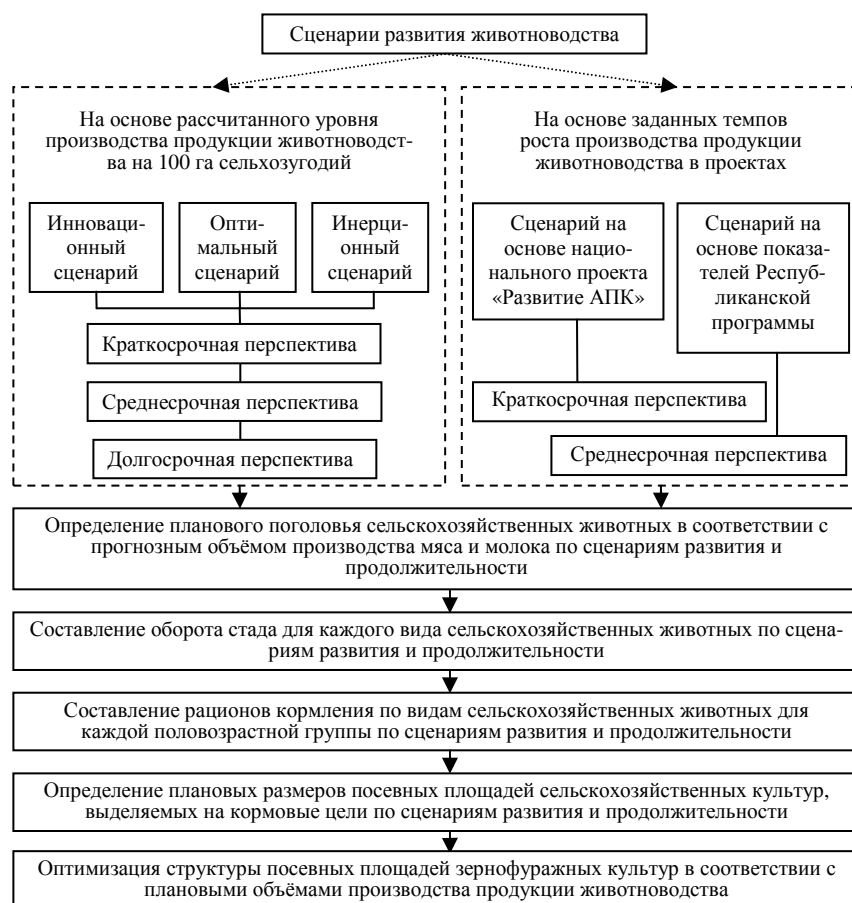 Сценарии развития животноводства
На основе рассчитанного уровня
производства продукции животноводст-
ва на 100 га сельхозугодий
Инноваци-
онный
сценарий
Опти-
мальный
сценарий
Инерци-
онный
сценарий
Краткосрочная перспектива
Среднесрочная перспектива
Долгосрочная перспектива
На основе заданных темпов
роста производства продукции
животноводства в проектах
Сценарий на
основе нацио-
нального проекта
«Развитие АПК»
Сценарий на
основе показа-
телей Респуб-
ликанской
программы
Краткосрочная перспектива
Среднесрочная перспектива
Определение планового поголовья сельскохозяйственных животных в соответствии с
прогнозным объёмом производства мяса и молока по сценариям развития и
продолжительности
Составление оборота стада для каждого вида сельскохозяйственных животных по сцена-
риям развития и продолжительности
Составление рационов кормления по видам сельскохозяйственных животных для
каждой половозрастной группы по сценариям развития и продолжительности
Определение плановых размеров посевных площадей сельскохозяйственных культур,
выделяемых на кормовые цели по сценариям развития и продолжительности
Оптимизация структуры посевных площадей зернофуражных культур в соответствии с
плановыми объёмами производства продукции животноводства